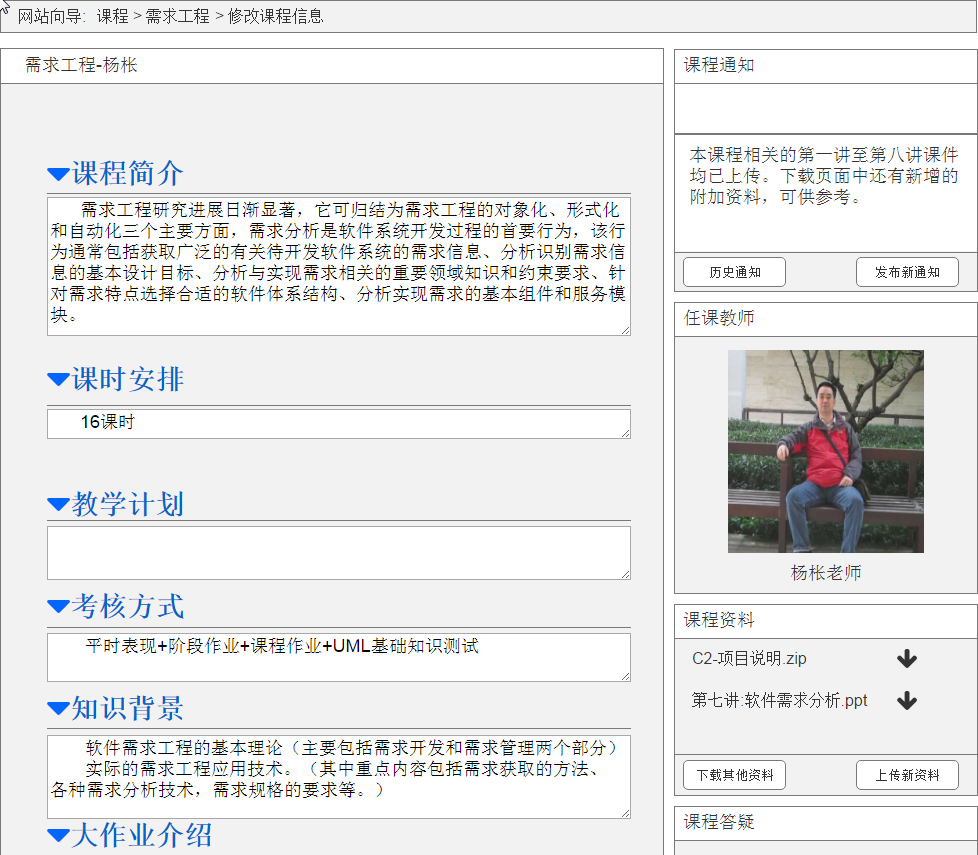 网站向导: 课程 > 需求工程 > 修改课程信息
需求工程-杨枨
课程简介
需求工程研究进展日渐显著，它可归结为需求工程的对象化、形式化
和自动化三个主要方面，需求分析是软件系统开发过程的首要行为，该行
为通常包括获取广泛的有关待开发软件系统的需求信息、分析识别需求信
息的基本设计目标、分析与实现需求相关的重要领域知识和约束要求、针
对需求特点选择合适的软件体系结构、分析实现需求的基本组件和服务模
块。
课时安排
16课时
教学计划
考核方式
平时表现+阶段作业+课程作业+UML基础知识测试
知识背景
软件需求工程的基本理论（主要包括需求开发和需求管理两个部分）
实际的需求工程应用技术。（其中重点内容包括需求获取的方法、
各种需求分析技术，需求规格的要求等。）
大作业介绍
课程通知
本课程相关的第一讲至第八讲课件
均已上传。下载页面中还有新增的
附加资料，可供参考。
历史通知
发布新通知
任课教师
杨枨老师
课程资料
C2-项目说明.zip
第七讲:软件需求分析.ppt
下载其他资料
上传新资料
课程答疑